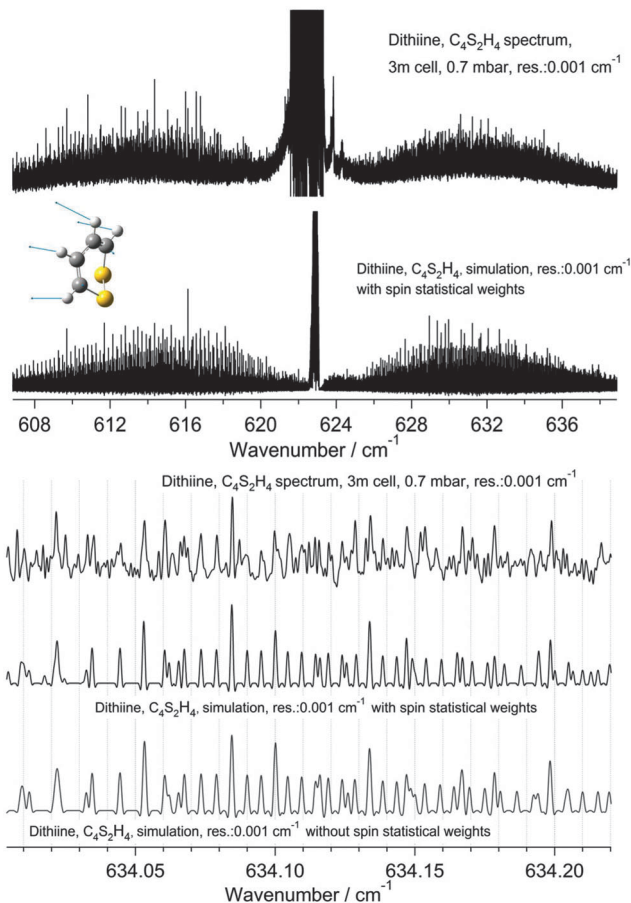 Dithiine, C₄S₂H₄ spectrum,
3m cell, 0.7 mbar, res.:0.001 cm⁻¹
Dithiine, C₄S₂H₄, simulation, res.:0.001 cm⁻¹
with spin statistical weights
608 612 616 620 624 628 632 636
Wavenumber / cm⁻¹
Dithiine, C₄S₂H₄ spectrum, 3m cell, 0.7 mbar, res.:0.001 cm⁻¹
Dithiine, C₄S₂H₄, simulation, res.:0.001 cm⁻¹ with spin statistical weights
Dithiine, C₄S₂H₄, simulation, res.:0.001 cm⁻¹ without spin statistical weights
634.05 634.10 634.15 634.20
Wavenumber / cm⁻¹